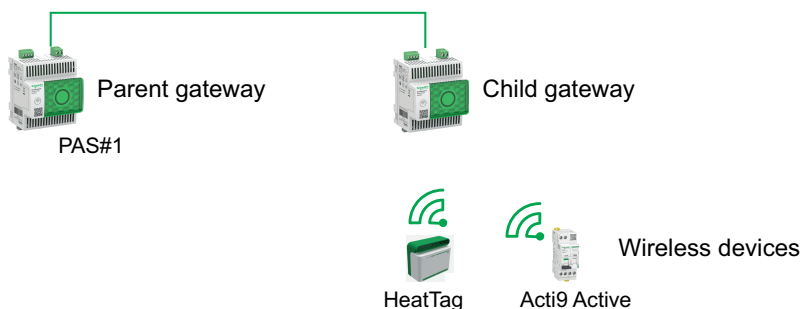 Parent gateway
Child gateway
PAS#1
Wireless devices
HeatTag
Acti9 Active